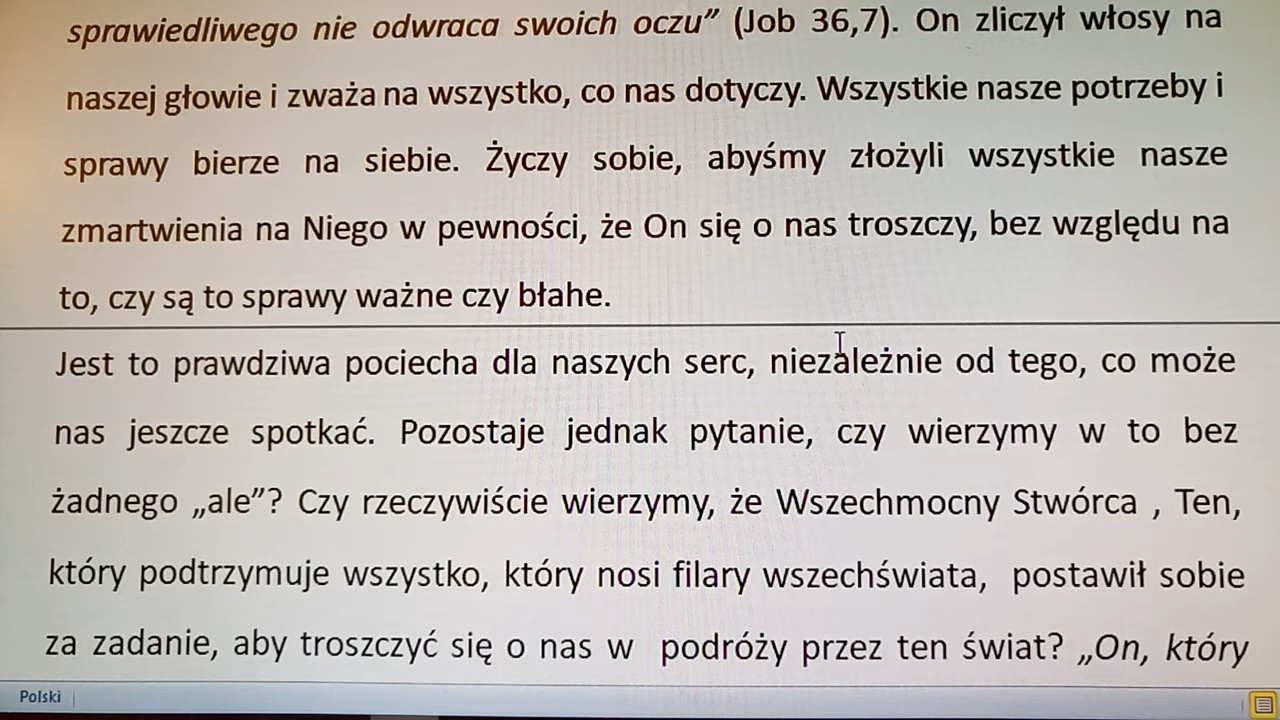 sprawiedliwego nie odwraca swoich oczu” (Job 36,7). On zliczył włosy na
naszej głowie i zważa na wszystko, co nas dotyczy. Wszystkie nasze potrzeby i
sprawy bierze na siebie. Życzy sobie, abyśmy złożyli wszystkie nasze
zmartwienia na Niego w pewności, że On się o nas troszczy, bez względu na
to, czy są to sprawy ważne czy błahe.
Jest to prawdziwa pociecha dla naszych serc, niezależnie od tego, co może
nas jeszcze spotkać. Pozostaje jednak pytanie, czy wierzymy w to bez
żadnego „ale”? Czy rzeczywiście wierzymy, że Wszechmocny Stwórca , Ten,
który podtrzymuje wszystko, który nosi filary wszechświata, postawił sobie
za zadanie, aby troszczyć się o nas w podróży przez ten świat? „On, który
Polski